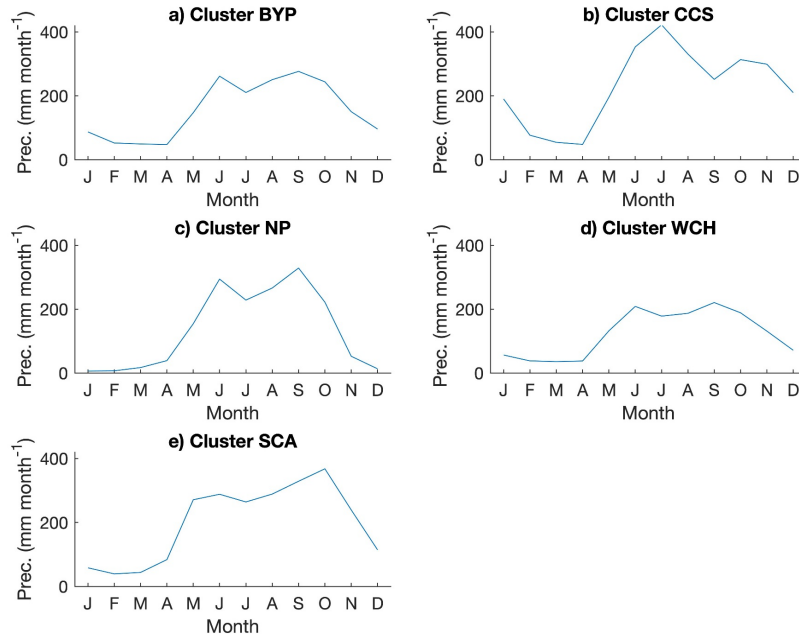 a) Cluster BYP
Prec. (mm month⁻¹)
400
200
0
J F M A M J J A S O N D
Month
b) Cluster CCS
Prec. (mm month⁻¹)
400
200
0
J F M A M J J A S O N D
Month
c) Cluster NP
Prec. (mm month⁻¹)
400
200
0
J F M A M J J A S O N D
Month
d) Cluster WCH
Prec. (mm month⁻¹)
400
200
0
J F M A M J J A S O N D
Month
e) Cluster SCA
Prec. (mm month⁻¹)
400
200
0
J F M A M J J A S O N D
Month